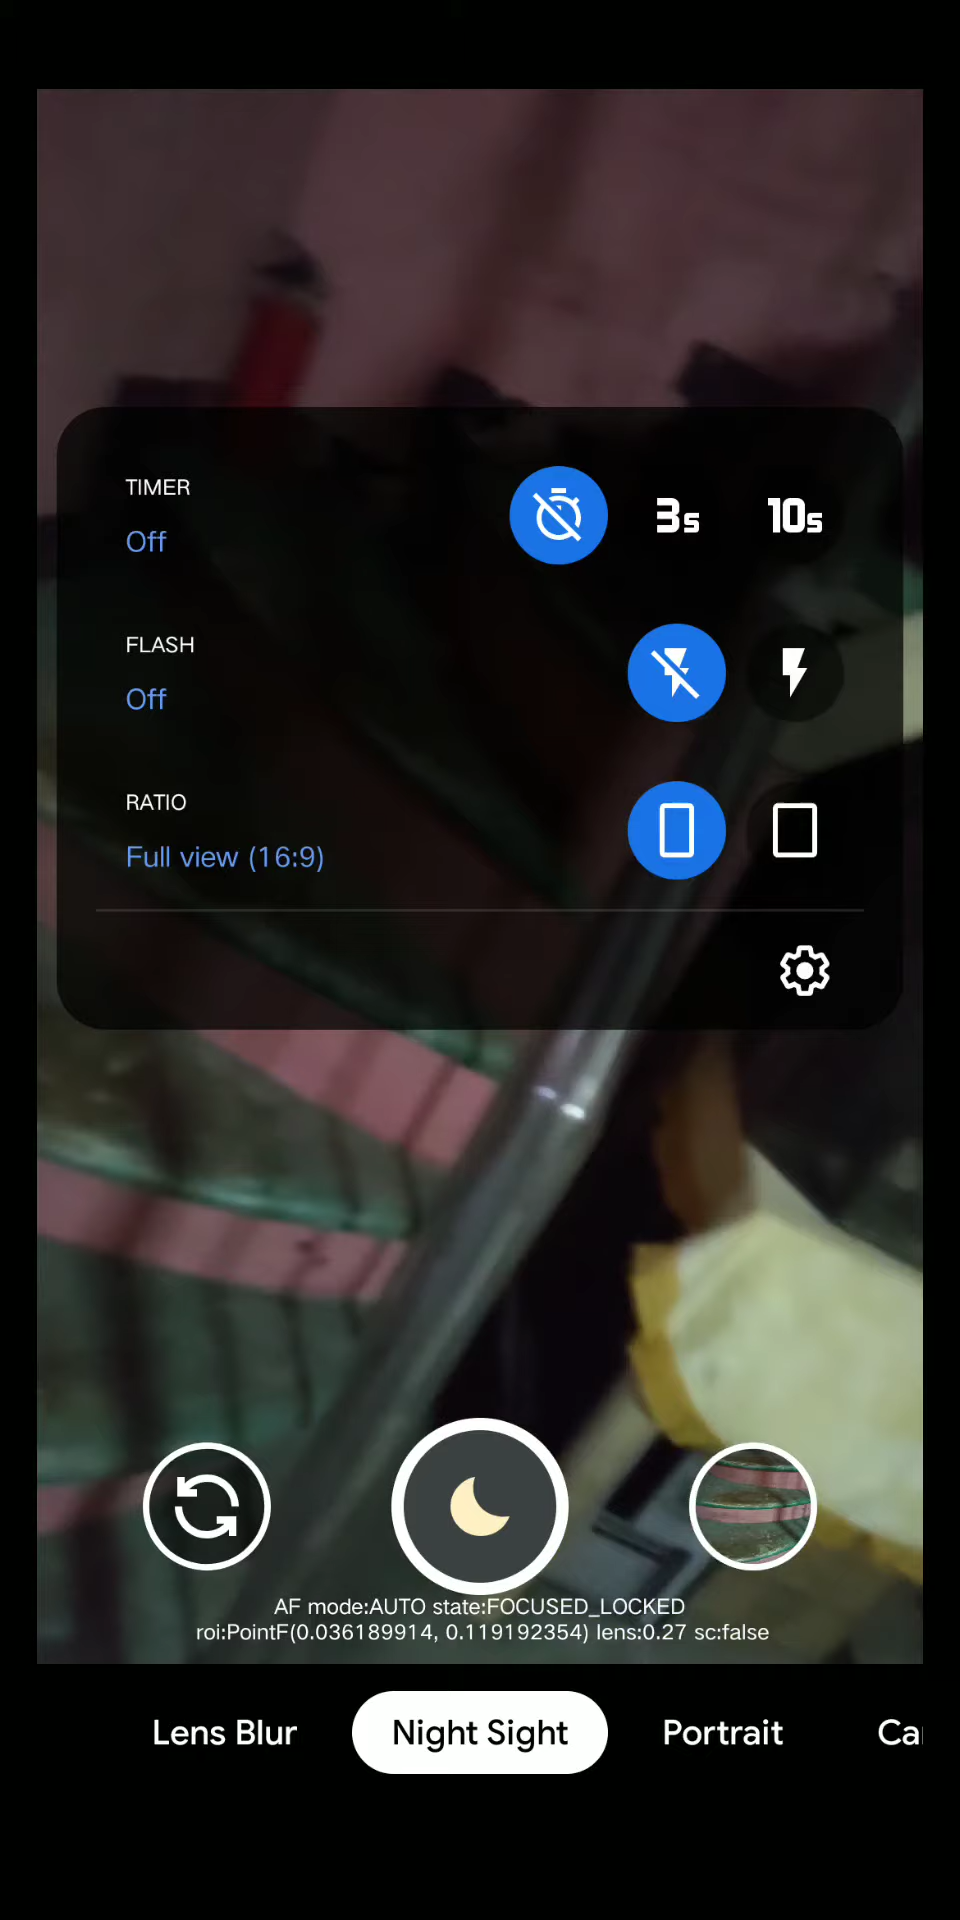 TIMER
Off
3s
10s
FLASH
Off
RATIO
Full view (16:9)
AF mode:AUTO state:FOCUSED_LOCKED
roi:PointF(0.036189914, 0.119192354) lens:0.27 sc:false
Lens Blur
Night Sight
Portrait